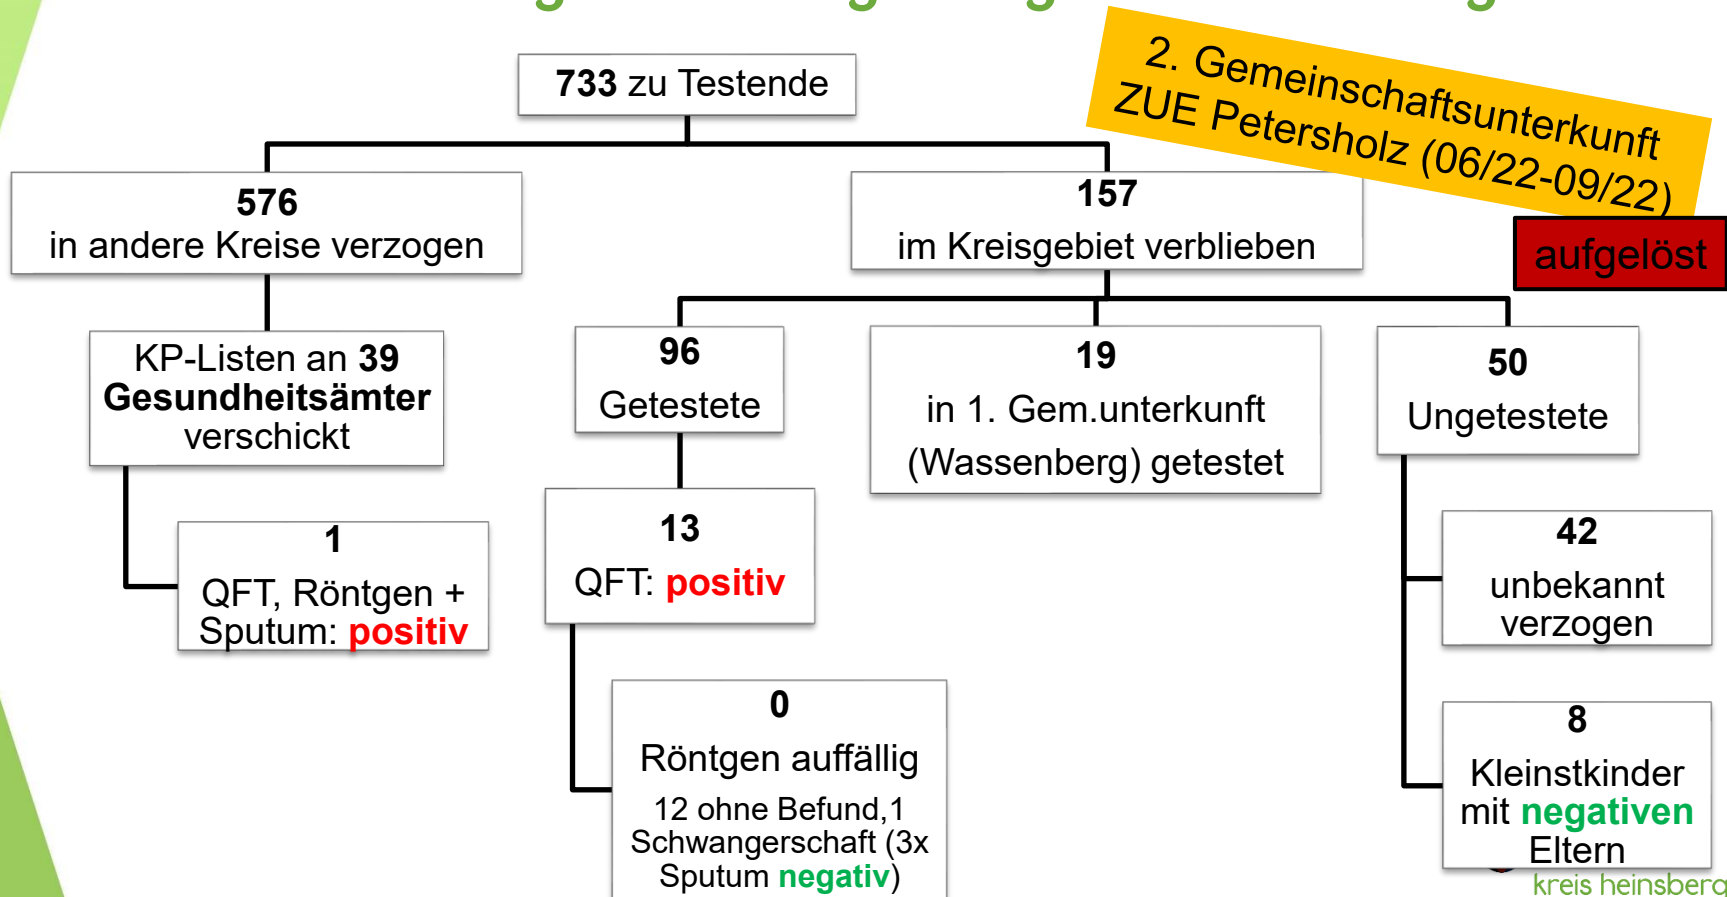 733 zu Testende
2. Gemeinschaftsunterkunft
ZUE Petersholz (06/22-09/22)
aufgelöst
576
in andere Kreise verzogen
157
im Kreisgebiet verblieben
KP-Listen an 39
Gesundheitsämter
verschickt
96
Getestete
19
in 1. Gem.unterkunft
(Wassenberg) getestet
50
Ungetestete
1
QFT, Röntgen +
Sputum: positiv
13
QFT: positiv
42
unbekannt
verzogen
0
Röntgen auffällig
12 ohne Befund,1
Schwangerschaft (3x
Sputum negativ)
8
Kleinstkinder
mit negativen
Eltern
kreis heinsberg